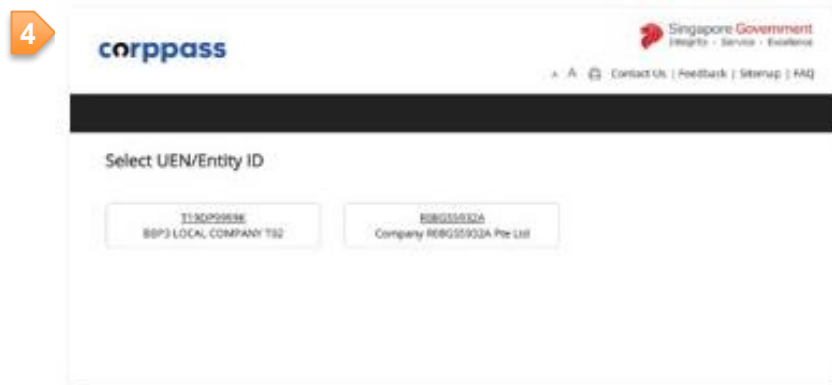 4
corppass
Singapore Government
Integrity · Service · Excellence
A A Contact Us | Feedback | Sitemap | FAQ
Select UEN/Entity ID
BBP3 LOCAL COMPANY T02
Company R08GS5932A Pte Ltd